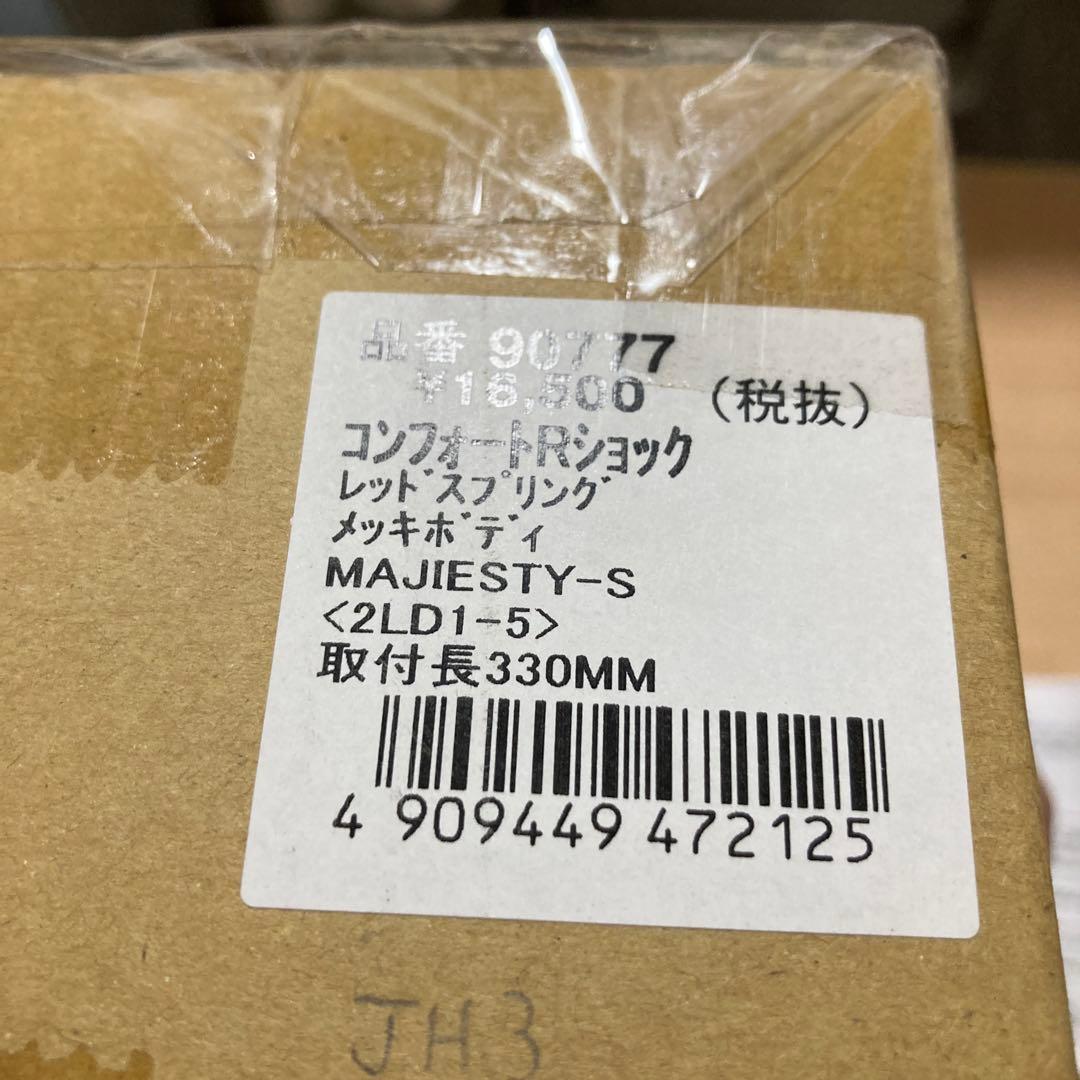 品番 90777
¥16,500 (税抜)
コンフォートRショック
レッドスプリング
メッキボディ
MAJIESTY-S
<2LD1-5>
取付長330MM
4 909449 472125
JH3